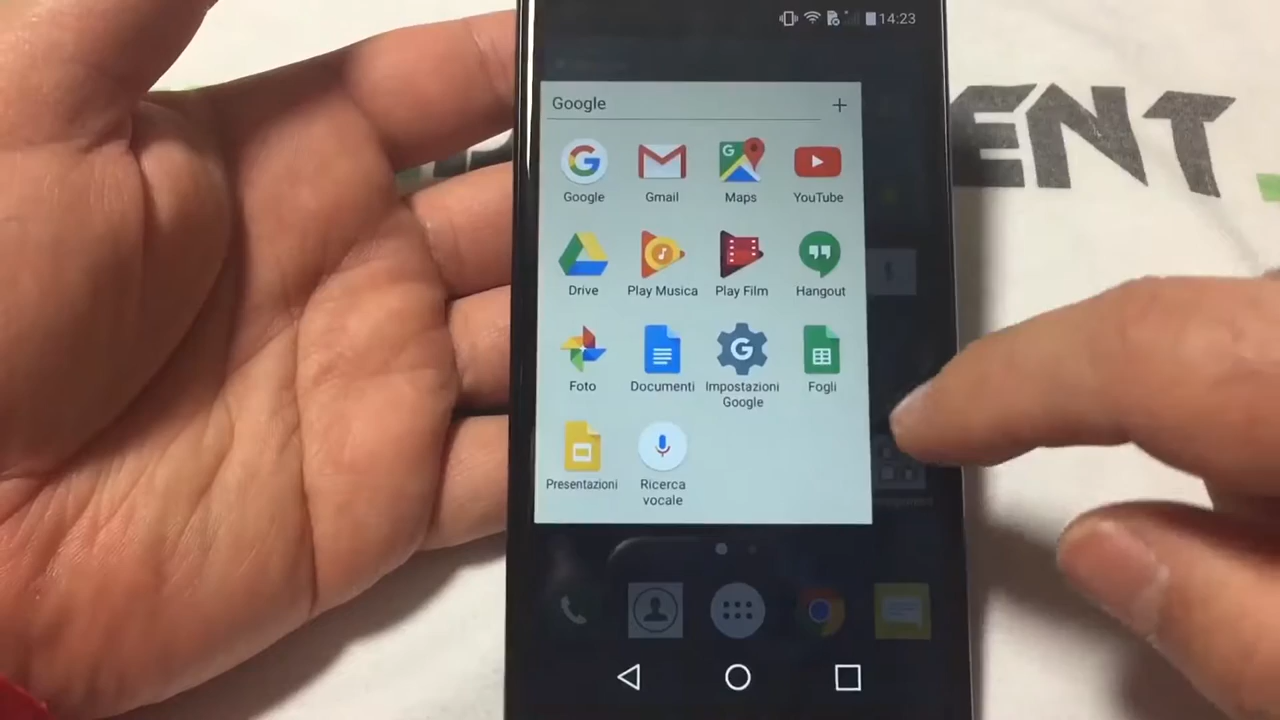 14:23
ENT
Google
Google Gmail Maps YouTube
Drive Play Musica Play Film Hangout
Foto Documenti Impostazioni Google Fogli
Presentazioni Ricerca vocale